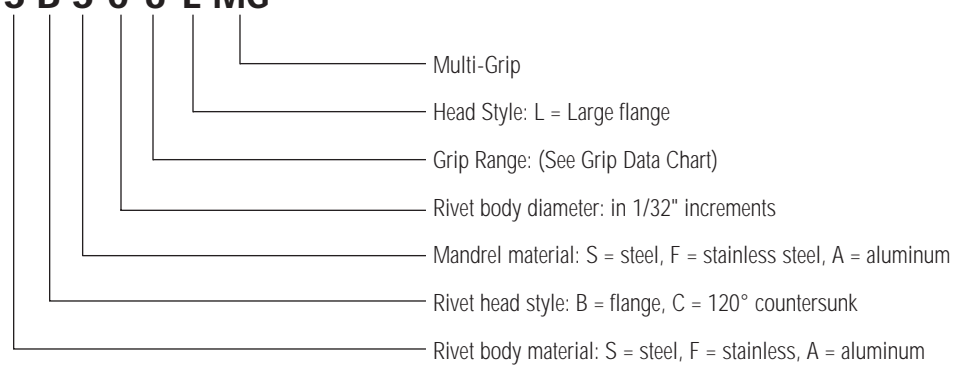 L MG
Multi-Grip
Head Style: L = Large flange
Grip Range: (See Grip Data Chart)
Rivet body diameter: in 1/32" increments
Mandrel material: S = steel, F = stainless steel, A = aluminum
Rivet head style: B = flange, C = 120° countersunk
Rivet body material: S = steel, F = stainless, A = aluminum